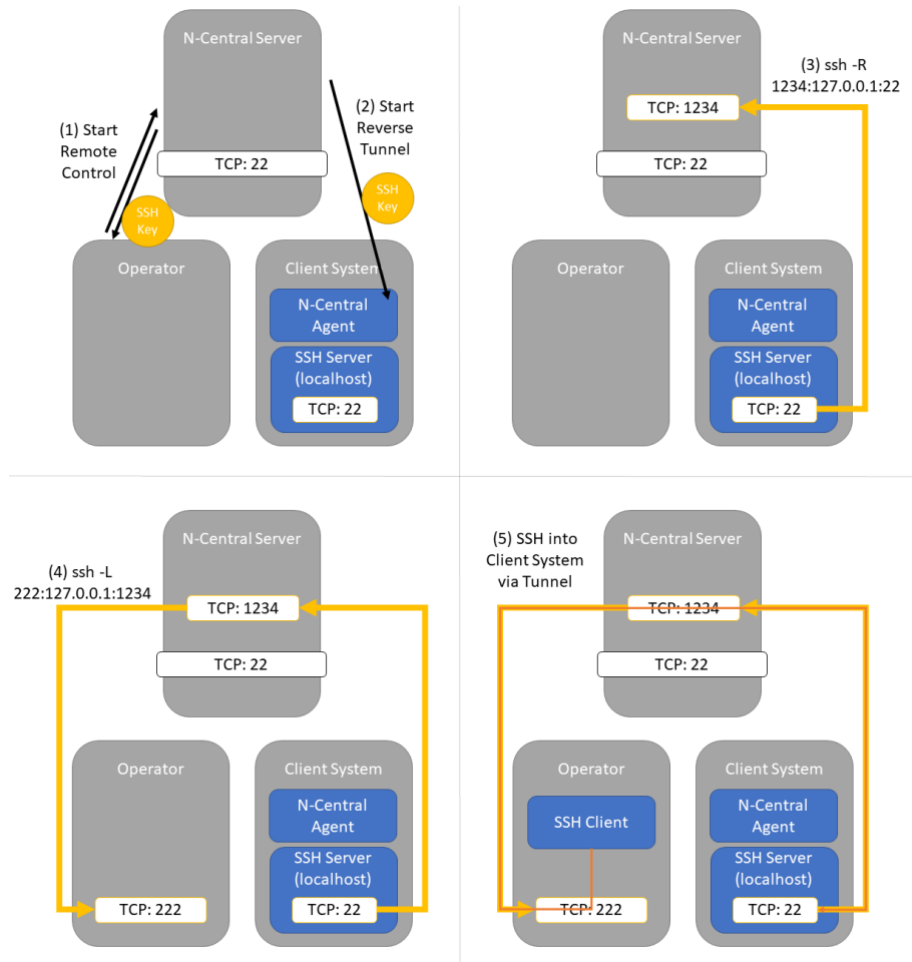 N-Central Server
(1) Start
Remote
Control
(2) Start
Reverse
Tunnel
TCP: 22
SSH
Key
SSH
Key
Operator
Client System
N-Central
Agent
SSH Server
(localhost)
TCP: 22
N-Central Server
(3) ssh -R
1234:127.0.0.1:22
TCP: 1234
TCP: 22
Operator
Client System
N-Central
Agent
SSH Server
(localhost)
TCP: 22
N-Central Server
(4) ssh -L
222:127.0.0.1:1234
TCP: 1234
TCP: 22
Operator
Client System
N-Central
Agent
SSH Server
(localhost)
TCP: 222
TCP: 22
N-Central Server
(5) SSH into
Client System
via Tunnel
TCP: 1234
TCP: 22
Operator
Client System
SSH Client
N-Central
Agent
SSH Server
(localhost)
TCP: 222
TCP: 22